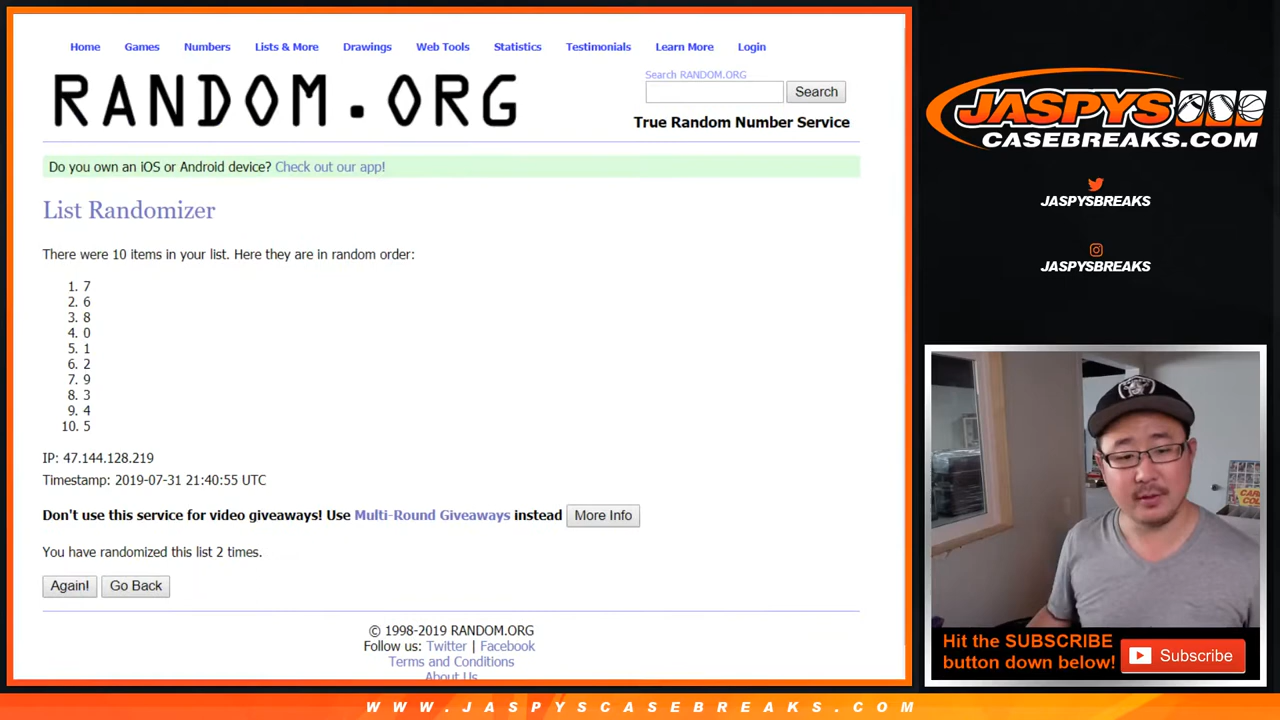 Home Games Numbers Lists & More Drawings Web Tools Statistics Testimonials Learn More Login
RANDOM.ORG
Search RANDOM.ORG
Search
True Random Number Service
Do you own an iOS or Android device? Check out our app!
List Randomizer
There were 10 items in your list. Here they are in random order:
1. 7
2. 6
3. 8
4. 0
5. 1
6. 2
7. 9
8. 3
9. 4
10. 5
IP: 47.144.128.219
Timestamp: 2019-07-31 21:40:55 UTC
Don't use this service for video giveaways! Use Multi-Round Giveaways instead More Info
You have randomized this list 2 times.
Again! Go Back
© 1998-2019 RANDOM.ORG
Follow us: Twitter | Facebook
Terms and Conditions
About Us
JASPYS
CASEBREAKS.COM
JASPYSBREAKS
JASPYSBREAKS
Hit the SUBSCRIBE
button down below!
Subscribe
WWW.JASPYSCASEBREAKS.COM